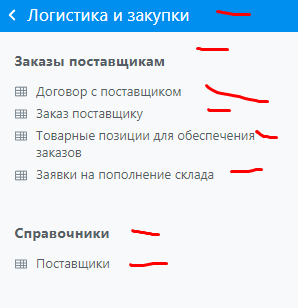 Логистика и закупки
Заказы поставщикам
Договор с поставщиком
Заказ поставщику
Товарные позиции для обеспечения
заказов
Заявки на пополнение склада
Справочники
Поставщики